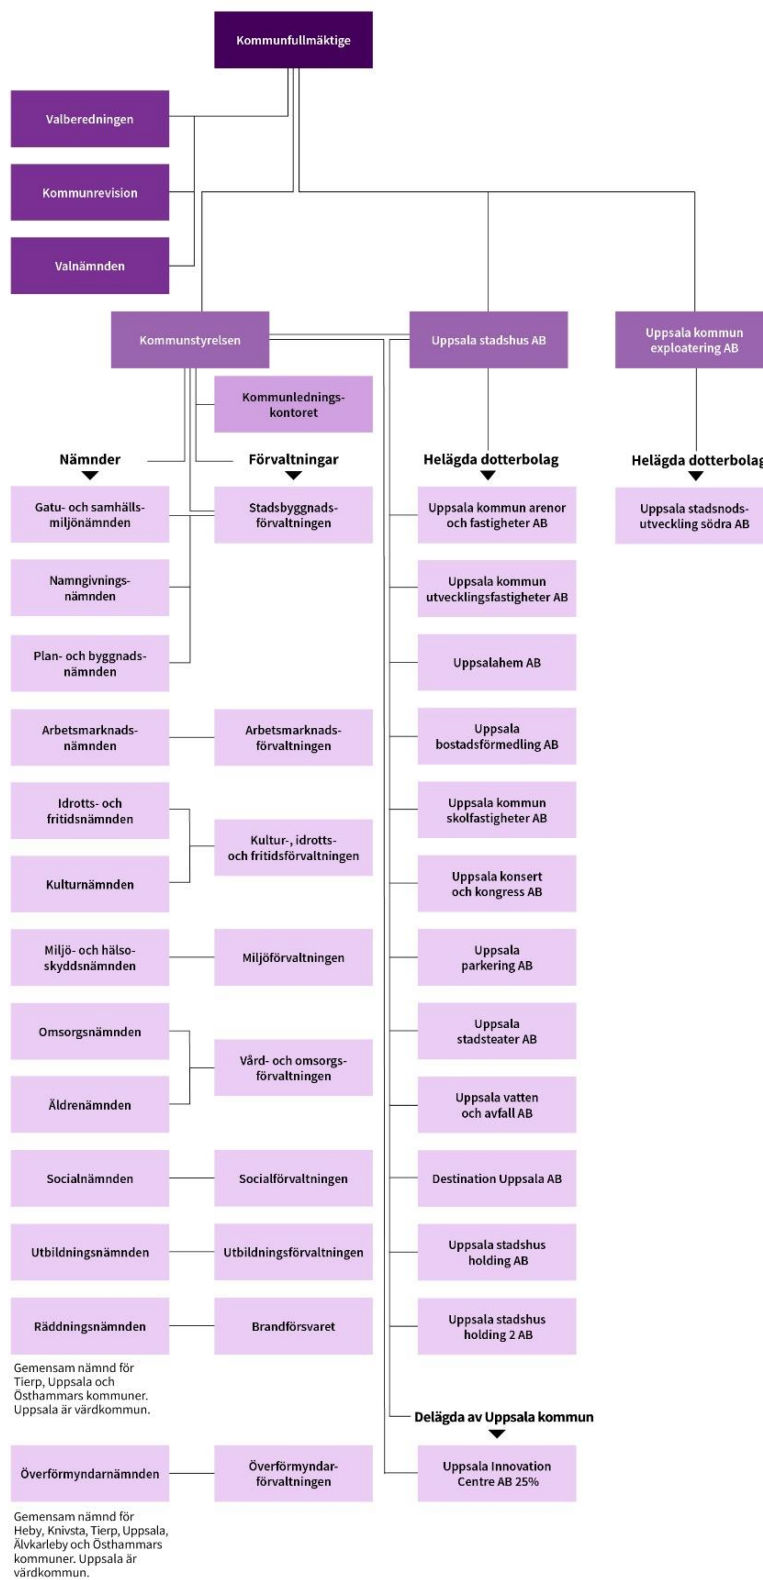 Kommunfullmäktige
Valberedningen
Kommunrevision
Valnämnden
Kommunstyrelsen
Uppsala stadshus AB
Uppsala kommun
exploatering AB
Kommunlednings-
kontoret
Nämnder
Förvaltningar
Helägda dotterbolag
Helägda dotterbolag
Gatu- och samhälls-
miljönämnden
Stadsbyggnads-
förvaltningen
Uppsala kommun arenor
och fastigheter AB
Uppsala stadsnods-
utveckling södra AB
Namngivnings-
nämnden
Uppsala kommun
utvecklingsfastigheter AB
Plan- och byggnads-
nämnden
Uppsalahem AB
Arbetsmarknads-
nämnden
Arbetsmarknads-
förvaltningen
Uppsala
bostadsförmedling AB
Idrotts- och
fritidsnämnden
Kultur-, idrotts-
och fritidsförvaltningen
Uppsala kommun
skolfastigheter AB
Kulturnämnden
Uppsala konsert
och kongress AB
Miljö- och hälso-
skyddsnämnden
Miljöförvaltningen
Uppsala
parkering AB
Omsorgsnämnden
Vård- och omsorgs-
förvaltningen
Uppsala
stadsteater AB
Äldrenämnden
Uppsala vatten
och avfall AB
Socialnämnden
Socialförvaltningen
Destination Uppsala AB
Utbildningsnämnden
Utbildningsförvaltningen
Uppsala stadshus
holding AB
Räddningsnämnden
Brandförsvaret
Uppsala stadshus
holding 2 AB
Gemensam nämnd för
Tierp, Uppsala och
Östhammars kommuner.
Uppsala är värdkommun.
Delägda av Uppsala kommun
Överförmyndarnämnden
Överförmyndar-
förvaltningen
Uppsala Innovation
Centre AB 25%
Gemensam nämnd för
Heby, Knivsta, Tierp, Uppsala,
Älvkarleby och Östhammars
kommuner. Uppsala är
värdkommun.